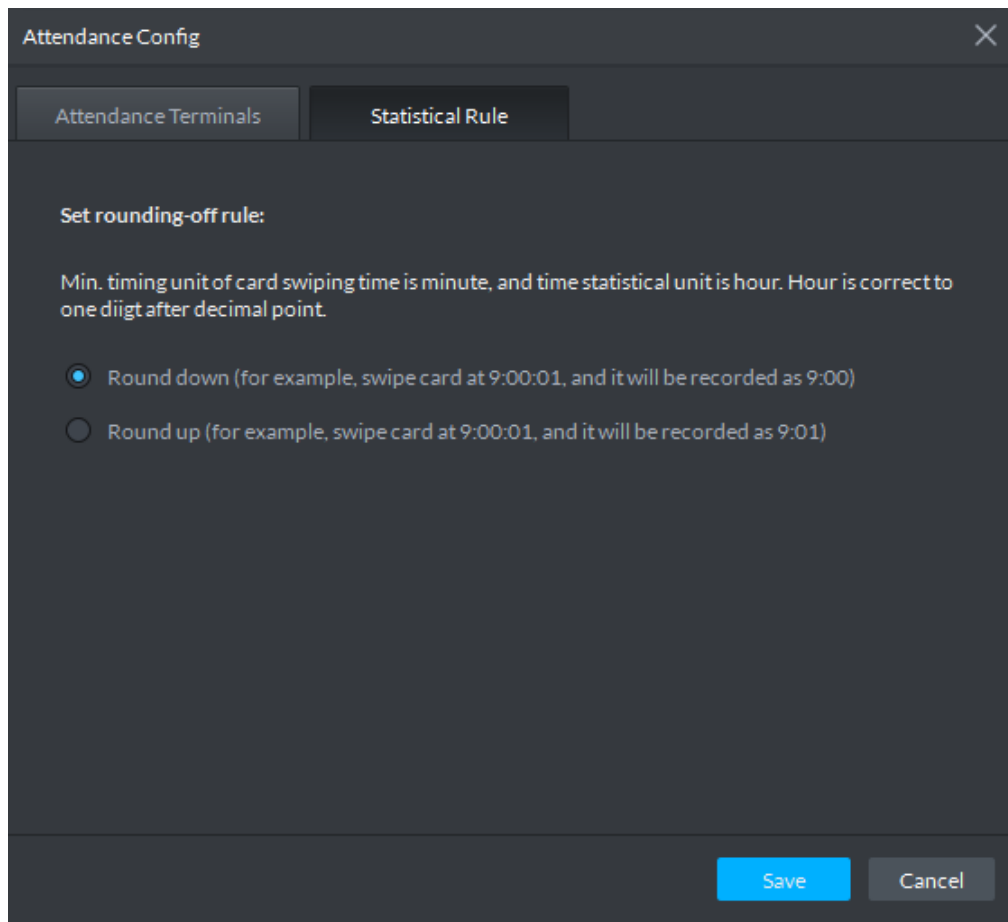 Attendance Config
Attendance Terminals
Statistical Rule
Set rounding-off rule:
Min. timing unit of card swiping time is minute, and time statistical unit is hour. Hour is correct to
one diigt after decimal point.
Round down (for example, swipe card at 9:00:01, and it will be recorded as 9:00)
Round up (for example, swipe card at 9:00:01, and it will be recorded as 9:01)
Save
Cancel